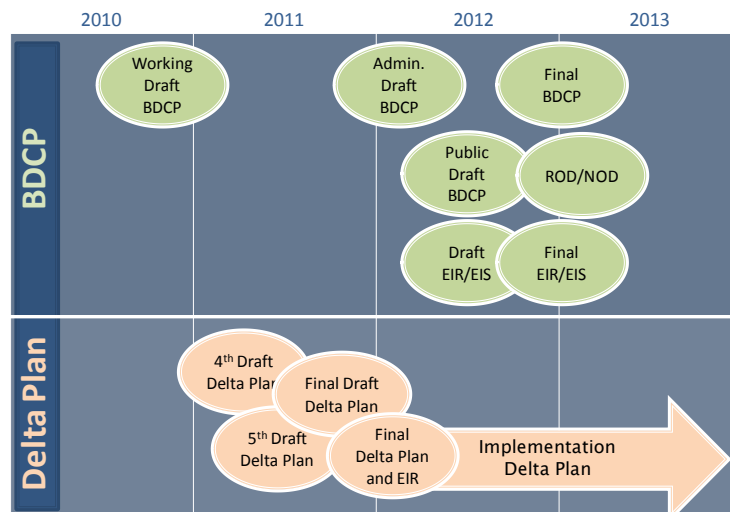 2010 2011 2012 2013
BDCP
Working
Draft
BDCP
Admin.
Draft
BDCP
Final
BDCP
Public
Draft
BDCP
ROD/NOD
Draft
EIR/EIS
Final
EIR/EIS
Delta Plan
4th Draft
Delta Plan
Final Draft
Delta Plan
5th Draft
Delta Plan
Final
Delta Plan
and EIR
Implementation
Delta Plan